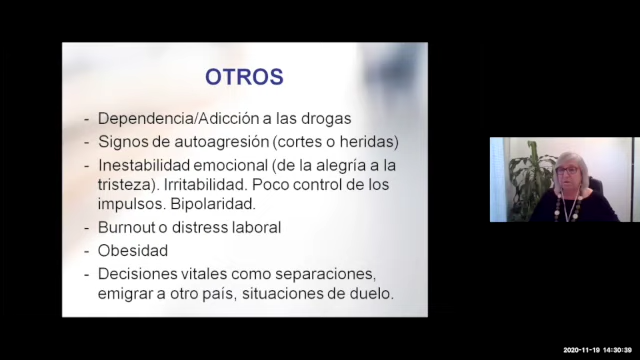 OTROS
- Dependencia/Adicción a las drogas
- Signos de autoagresión (cortes o heridas)
- Inestabilidad emocional (de la alegría a la
tristeza). Irritabilidad. Poco control de los
impulsos. Bipolaridad.
- Burnout o distress laboral
- Obesidad
- Decisiones vitales como separaciones,
emigrar a otro país, situaciones de duelo.
2020-11-19 14:30:39